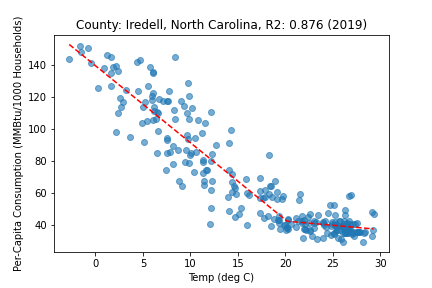 County: Iredell, North Carolina, R2: 0.876 (2019)
Per-Capita Consumption (MMBtu/1000 Households)
140
120
100
80
60
40
0 5 10 15 20 25 30
Temp (deg C)